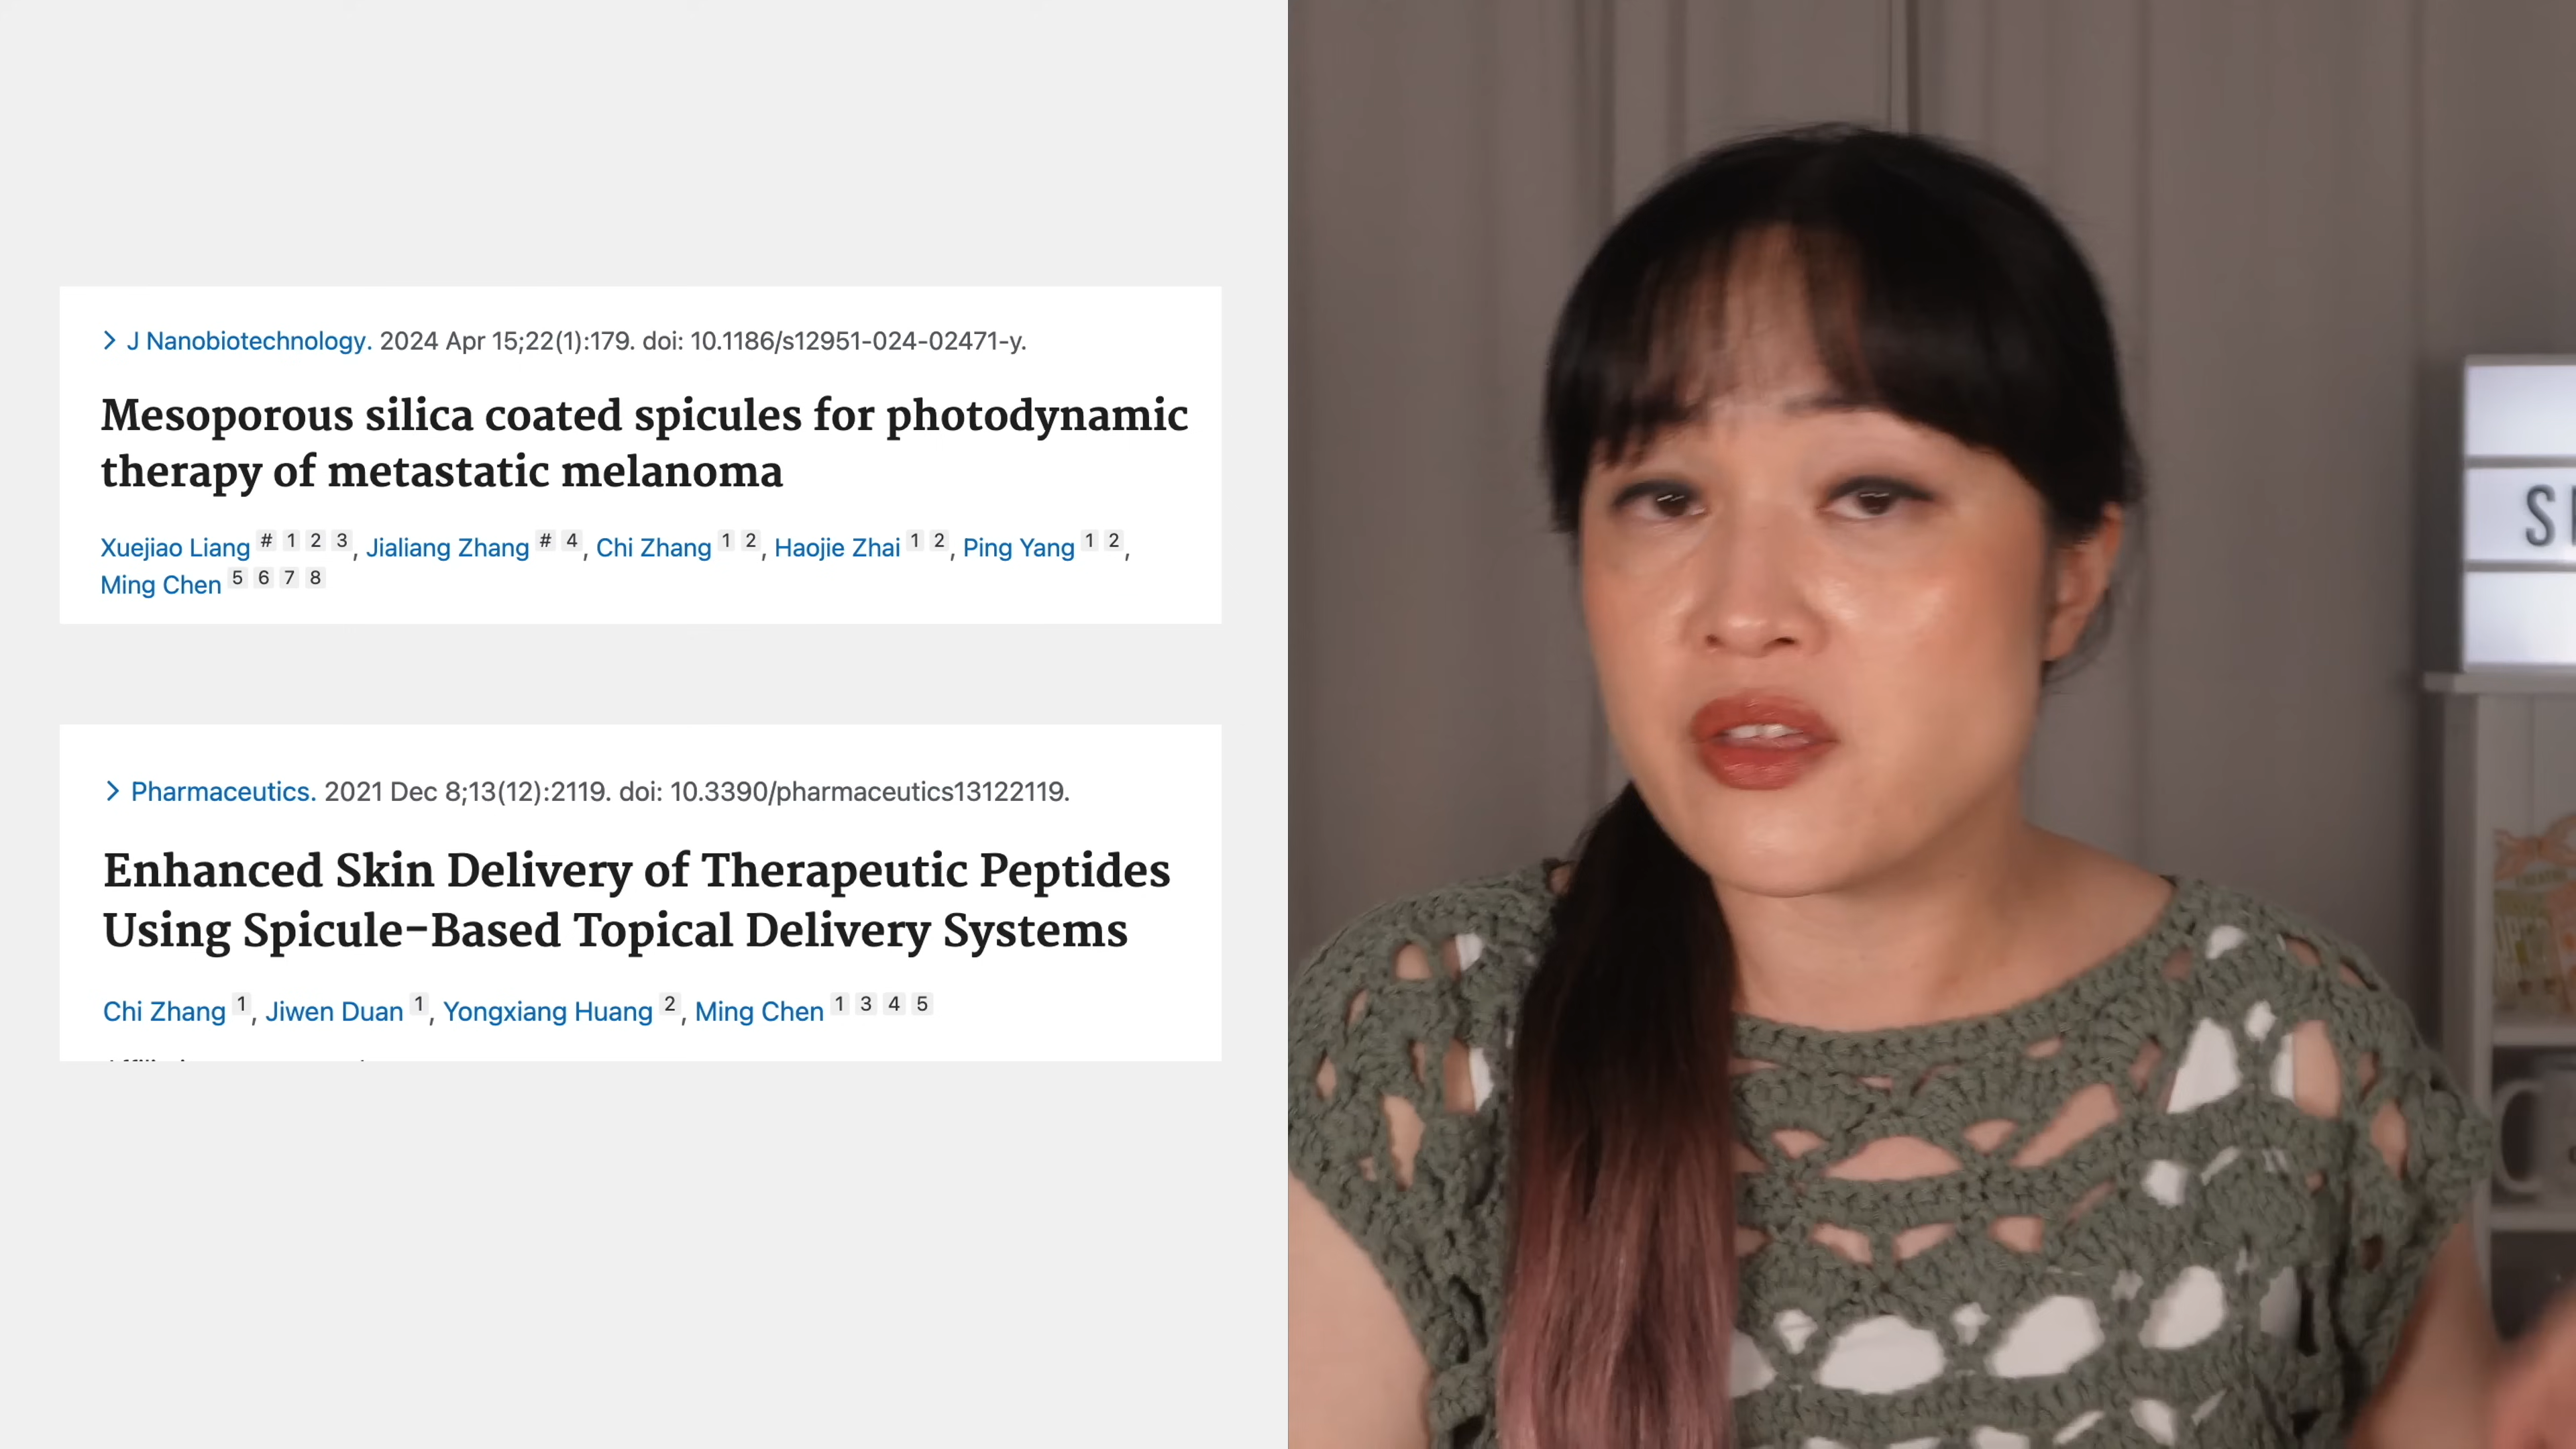 > J Nanobiotechnology. 2024 Apr 15;22(1):179. doi: 10.1186/s12951-024-02471-y.
Mesoporous silica coated spicules for photodynamic
therapy of metastatic melanoma
Xuejiao Liang # 1 2 3, Jialiang Zhang # 4, Chi Zhang 1 2, Haojie Zhai 1 2, Ping Yang 1 2,
Ming Chen 5 6 7 8
> Pharmaceutics. 2021 Dec 8;13(12):2119. doi: 10.3390/pharmaceutics13122119.
Enhanced Skin Delivery of Therapeutic Peptides
Using Spicule-Based Topical Delivery Systems
Chi Zhang 1, Jiwen Duan 1, Yongxiang Huang 2, Ming Chen 1 3 4 5